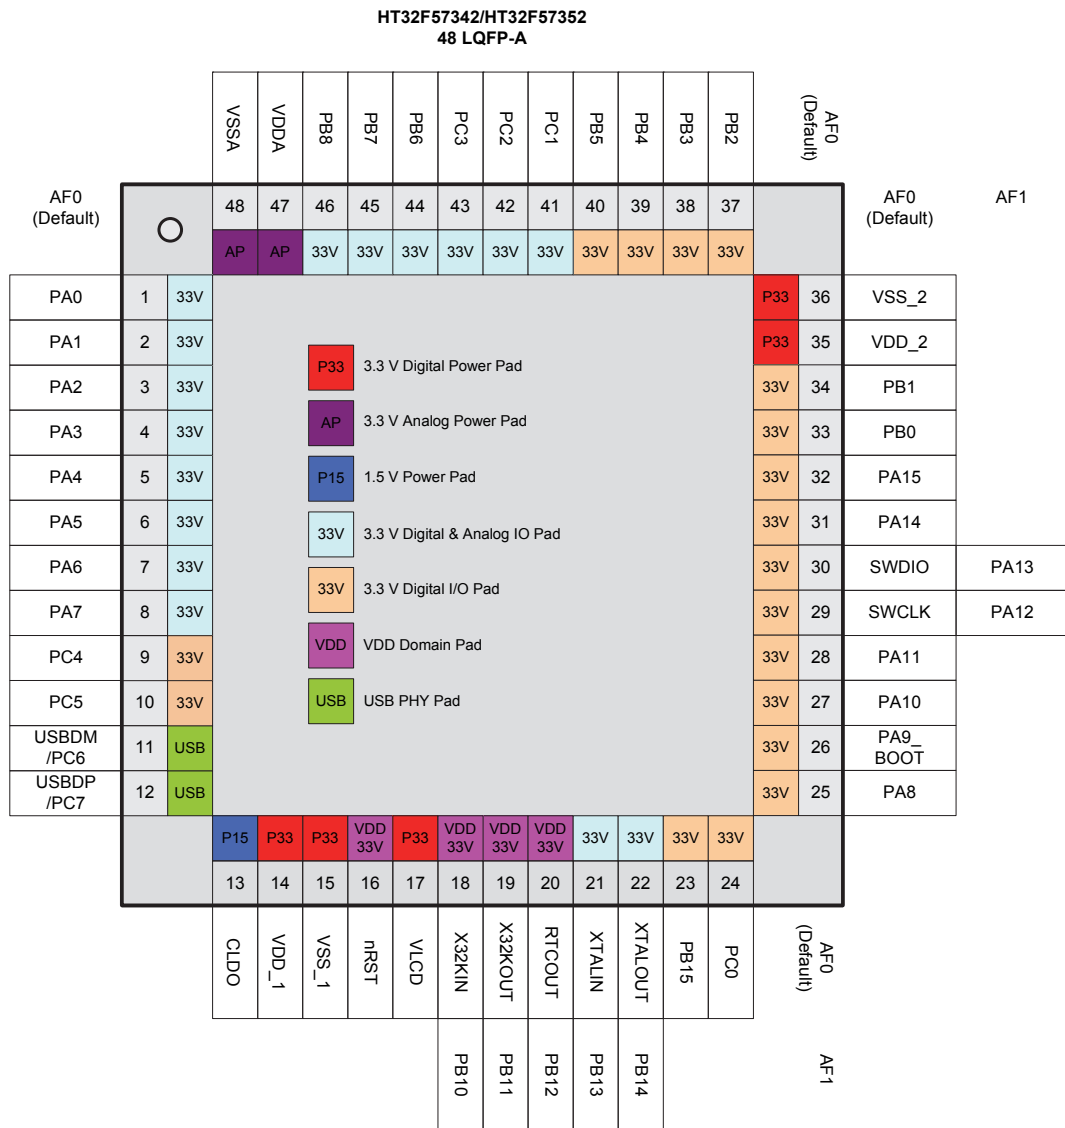 HT32F57342/HT32F57352
48 LQFP-A
VSSA VDDA PB8 PB7 PB6 PC3 PC2 PC1 PB5 PB4 PB3 PB2
AF0
(Default)
AF0
(Default)
48 47 46 45 44 43 42 41 40 39 38 37
AF0
(Default)
AF1
AP AP 33V 33V 33V 33V 33V 33V 33V 33V 33V 33V
PA0 1 33V
P33 36 VSS_2
PA1 2 33V
P33 35 VDD_2
PA2 3 33V
33V 34 PB1
PA3 4 33V
33V 33 PB0
PA4 5 33V
33V 32 PA15
PA5 6 33V
33V 31 PA14
PA6 7 33V
33V 30 SWDIO PA13
PA7 8 33V
33V 29 SWCLK PA12
PC4 9 33V
33V 28 PA11
PC5 10 33V
33V 27 PA10
USBDM
/PC6
11 USB
33V 26
PA9_
BOOT
USBDP
/PC7
12 USB
33V 25 PA8
P33 3.3 V Digital Power Pad
AP 3.3 V Analog Power Pad
P15 1.5 V Power Pad
33V 3.3 V Digital & Analog IO Pad
33V 3.3 V Digital I/O Pad
VDD VDD Domain Pad
USB USB PHY Pad
P15 P33 P33 VDD 33V P33 VDD 33V VDD 33V VDD 33V 33V 33V 33V 33V
13 14 15 16 17 18 19 20 21 22 23 24
CLDO VDD_1 VSS_1 nRST VLCD X32KIN X32KOUT RTCOUT XTALIN XTALOUT PB15 PC0
AF0
(Default)
PB10 PB11 PB12 PB13 PB14
AF1